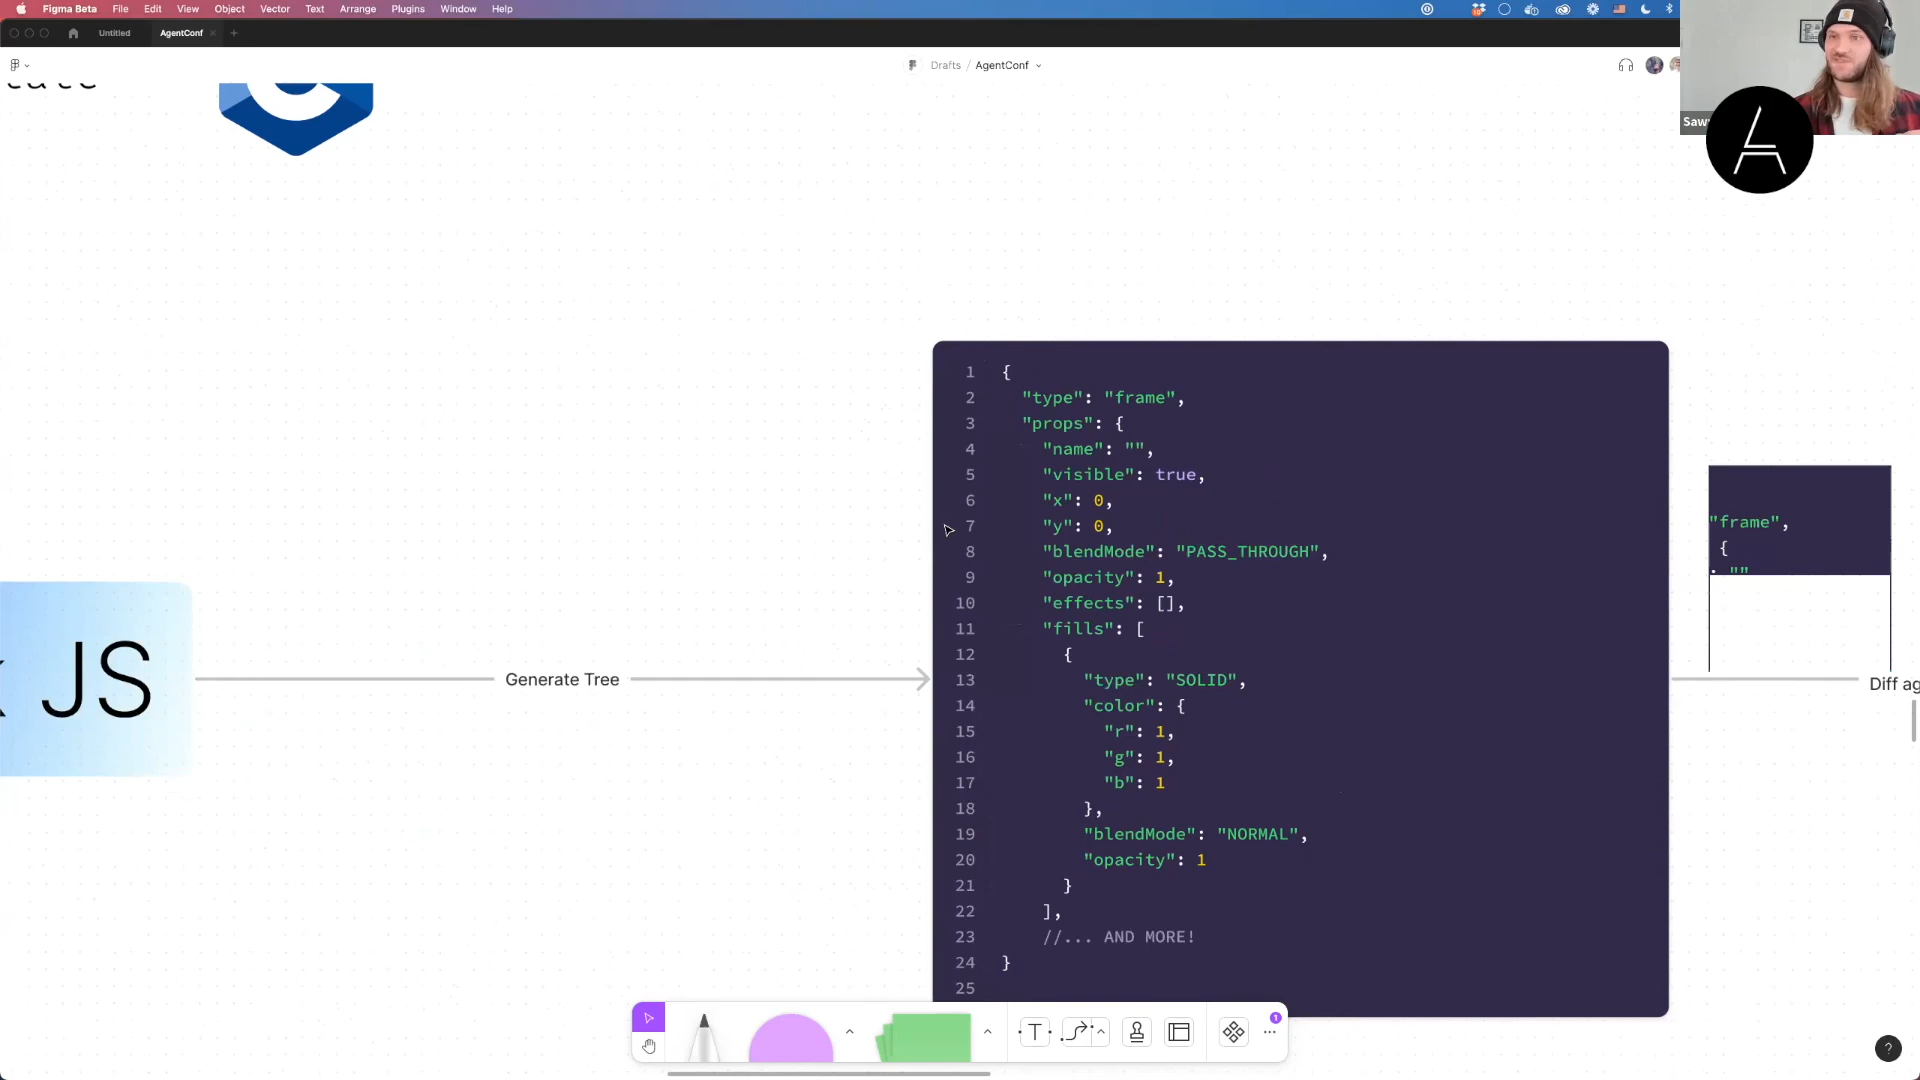 Figma Beta File Edit View Object Vector Text Arrange Plugins Window Help
Untitled AgentConf
Drafts / AgentConf
Saw
JS
Generate Tree
1 {
2 "type": "frame",
3 "props": {
4 "name": "",
5 "visible": true,
6 "x": 0,
7 "y": 0,
8 "blendMode": "PASS_THROUGH",
9 "opacity": 1,
10 "effects": [],
11 "fills": [
12 {
13 "type": "SOLID",
14 "color": {
15 "r": 1,
16 "g": 1,
17 "b": 1
18 },
19 "blendMode": "NORMAL",
20 "opacity": 1
21 }
22 ],
23 //... AND MORE!
24 }
25
"frame",
{
: ""
Diff ag
T
1
?